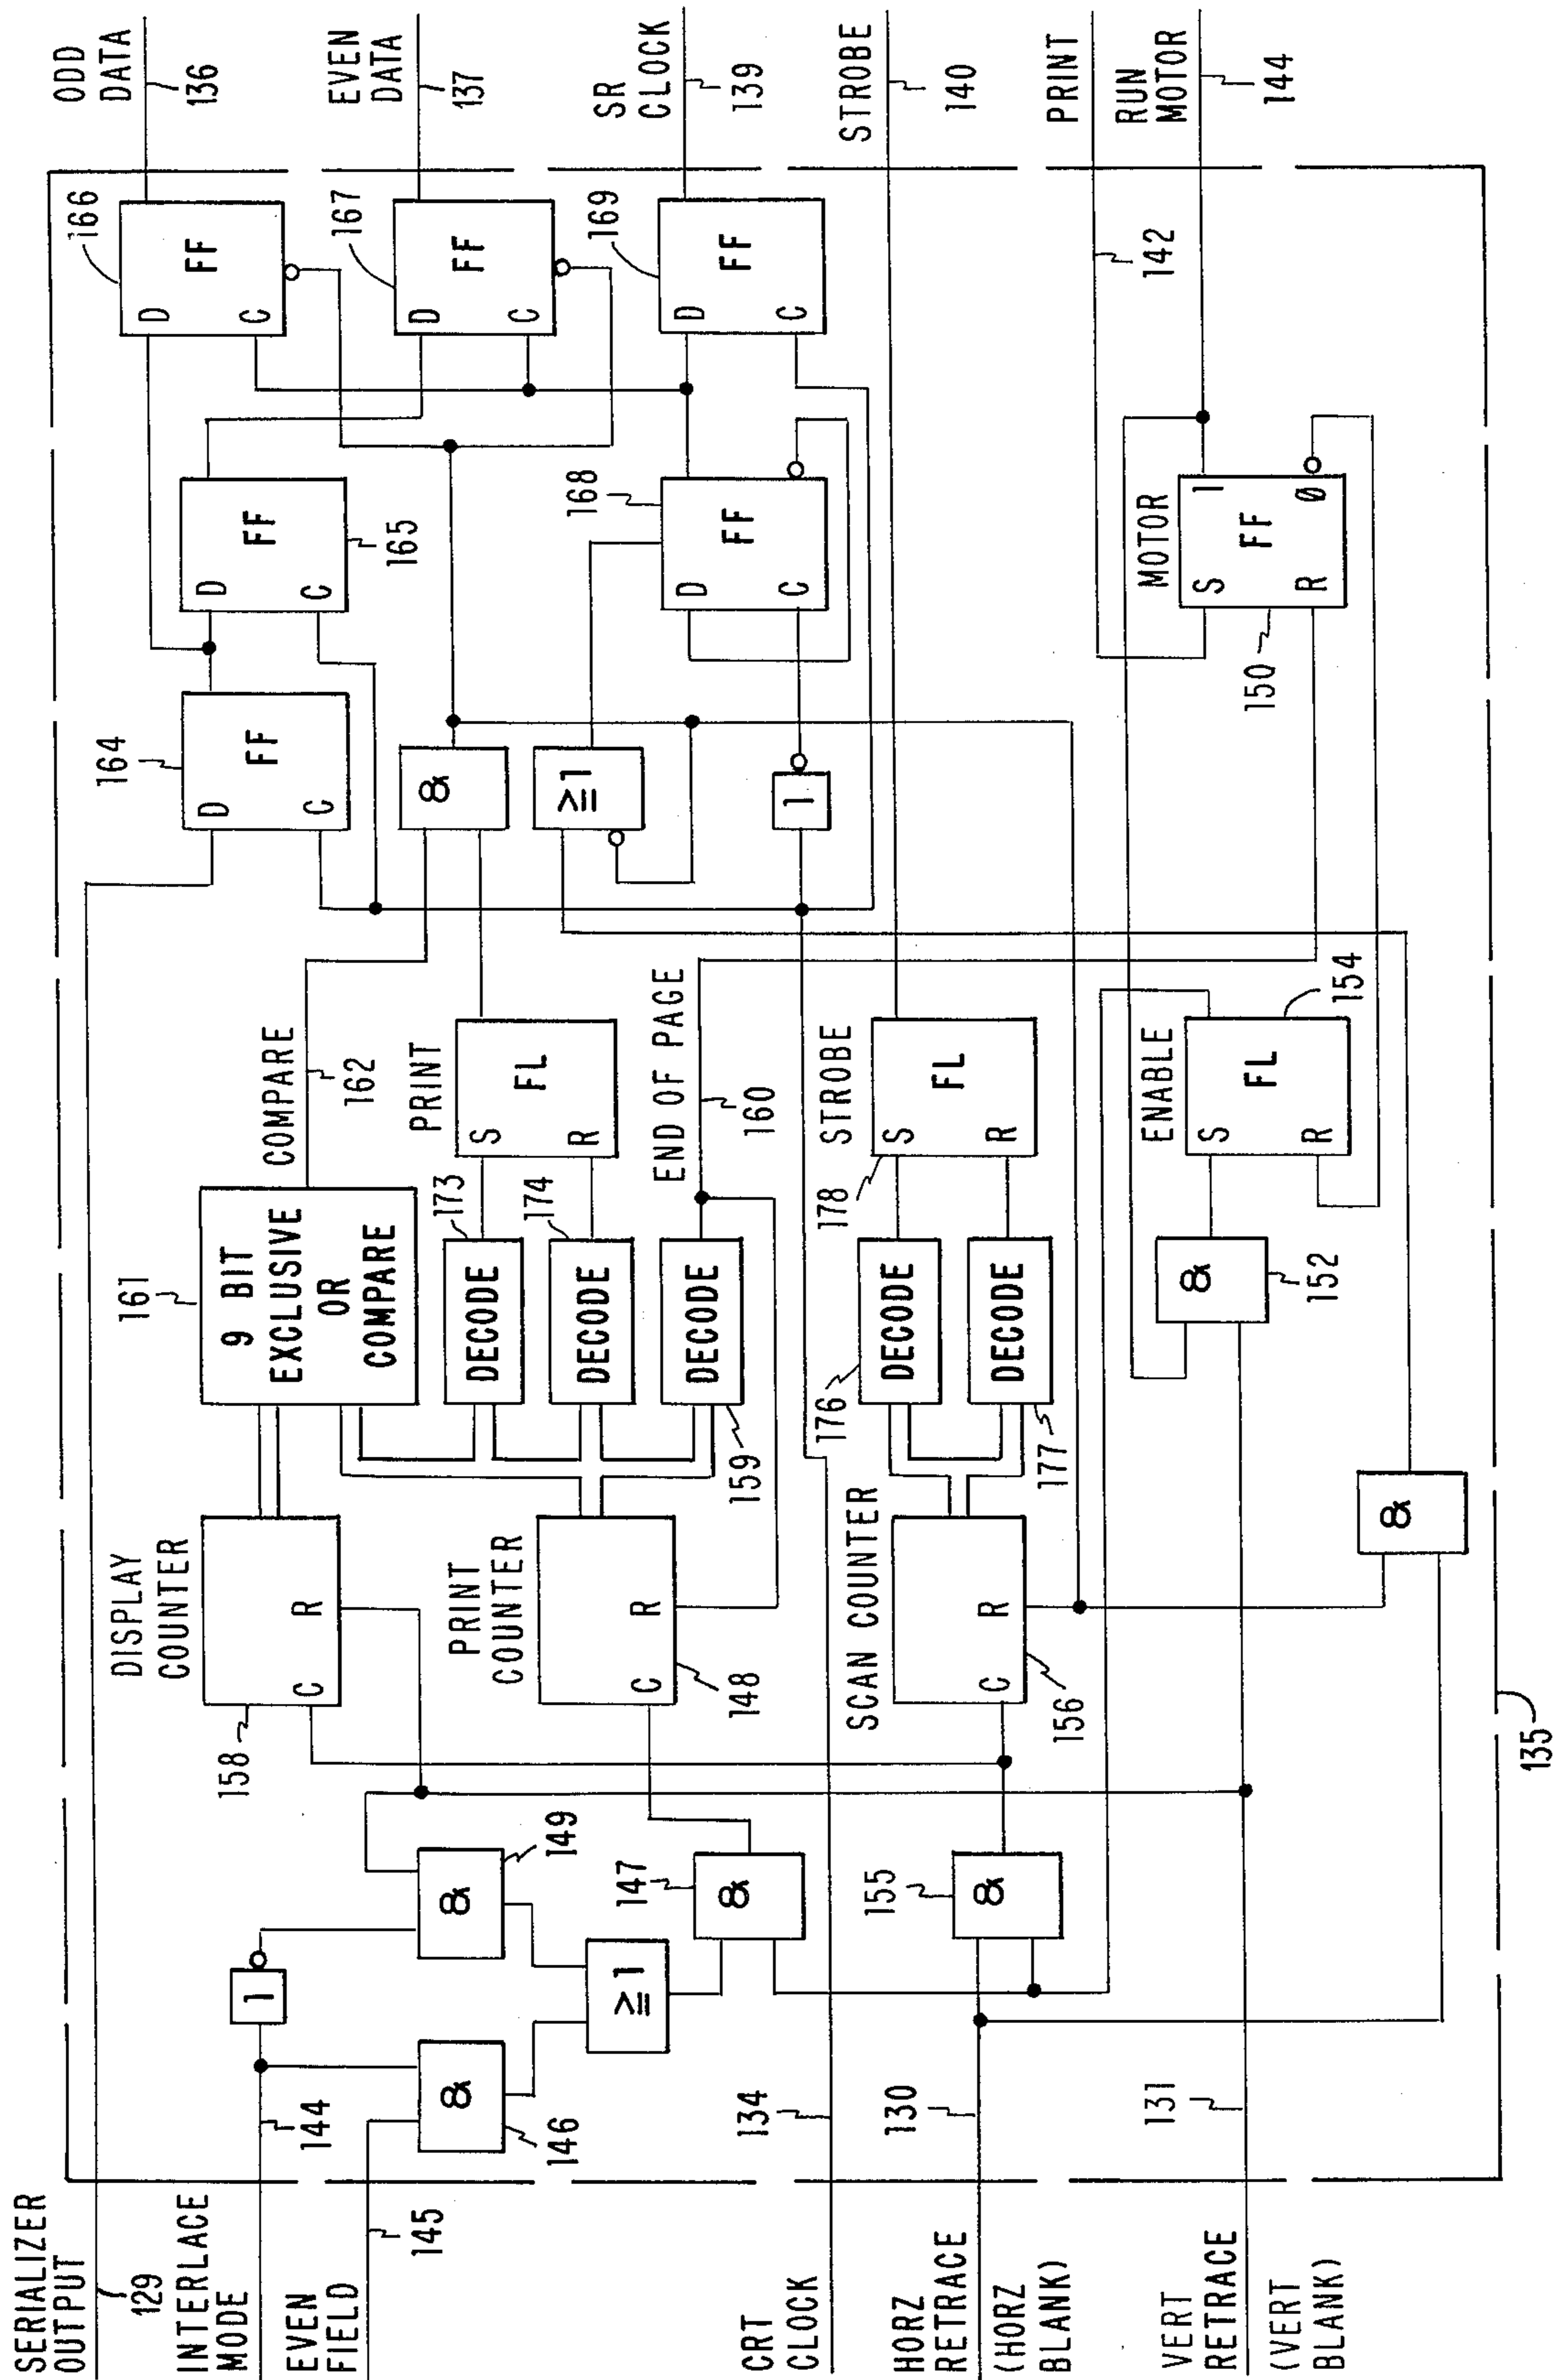 SERIALIZER
OUTPUT
129
INTERLACE
MODE
144
EVEN
FIELD
145
CRT
CLOCK
134
HORZ
RETRACE
(HORZ
BLANK)
130
VERT
RETRACE
(VERT
BLANK)
131
1
&
146
&
149
≥1
&
147
&
155
DISPLAY
COUNTER
C
R
158
PRINT
COUNTER
C
R
148
SCAN COUNTER
C
R
156
&
161
9 BIT
EXCLUSIVE
OR
COMPARE
DECODE
173
DECODE
174
DECODE
159
DECODE
176
DECODE
177
&
152
COMPARE
162
PRINT
S
FL
R
END OF PAGE
160
STROBE
S
FL
R
178
ENABLE
S
FL
R
154
164
D
FF
C
&
≥1
1
D
FF
C
165
168
D
FF
C
MOTOR
S
1
FF
R
0
150
166
D
FF
C
167
D
FF
C
169
D
FF
C
142
ODD
DATA
136
EVEN
DATA
137
SR
CLOCK
139
STROBE
140
PRINT
RUN
MOTOR
144
135